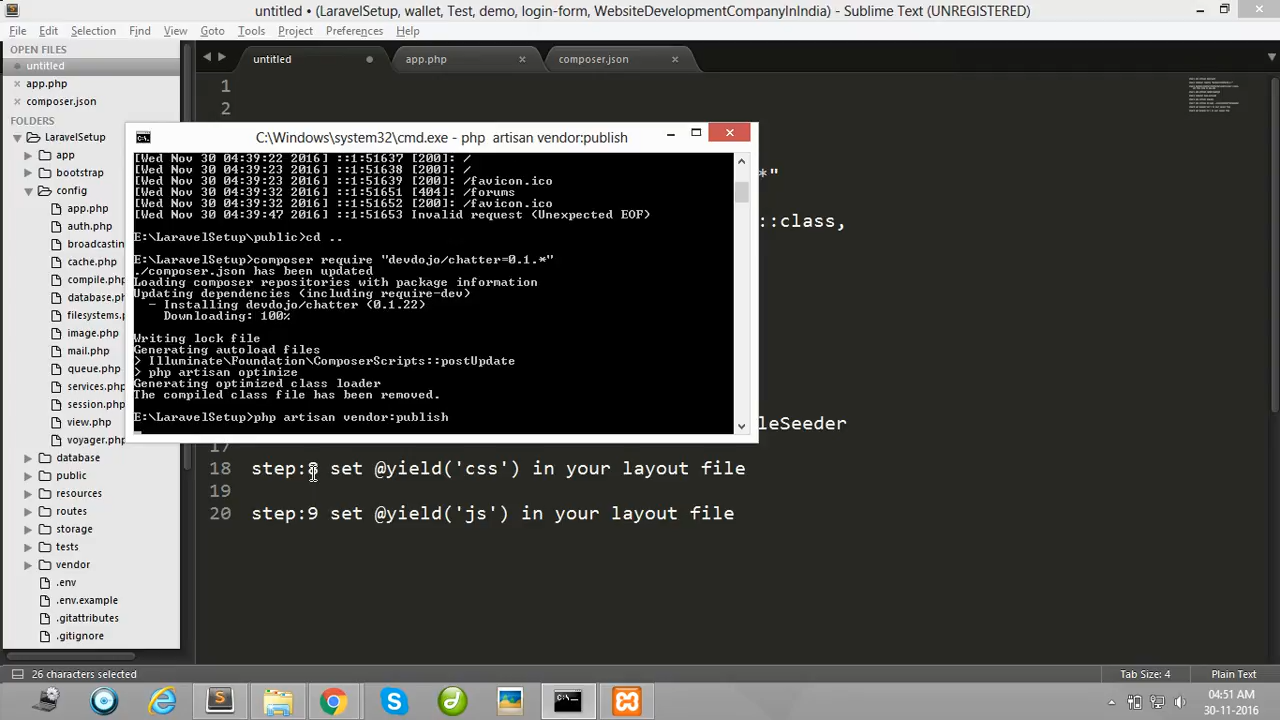 untitled • (LaravelSetup, wallet, Test, demo, login-form, WebsiteDevelopmentCompanyInIndia) - Sublime Text (UNREGISTERED)
File Edit Selection Find View Goto Tools Project Preferences Help
OPEN FILES
untitled
app.php
composer.json
FOLDERS
LaravelSetup
app
bootstrap
config
app.php
auth.php
broadcastin
cache.php
compile.php
database.ph
filesystems.p
image.php
mail.php
queue.php
services.php
session.php
view.php
voyager.php
database
public
resources
routes
storage
tests
vendor
.env
.env.example
.gitattributes
.gitignore
untitled app.php composer.json
1
2
*"
::class,
leSeeder
17
18 step:8 set @yield('css') in your layout file
19
20 step:9 set @yield('js') in your layout file
C:\Windows\system32\cmd.exe - php artisan vendor:publish
[Wed Nov 30 04:39:22 2016] ::1:51637 [200]: /
[Wed Nov 30 04:39:23 2016] ::1:51638 [200]: /
[Wed Nov 30 04:39:23 2016] ::1:51639 [200]: /favicon.ico
[Wed Nov 30 04:39:32 2016] ::1:51651 [404]: /forums
[Wed Nov 30 04:39:32 2016] ::1:51652 [200]: /favicon.ico
[Wed Nov 30 04:39:47 2016] ::1:51653 Invalid request (Unexpected EOF)
E:\LaravelSetup\public>cd ..
E:\LaravelSetup>composer require "devdojo/chatter=0.1.*"
./composer.json has been updated
Loading composer repositories with package information
Updating dependencies (including require-dev)
- Installing devdojo/chatter (0.1.22)
Downloading: 100%
Writing lock file
Generating autoload files
> Illuminate\Foundation\ComposerScripts::postUpdate
> php artisan optimize
Generating optimized class loader
The compiled class file has been removed.
E:\LaravelSetup>php artisan vendor:publish
26 characters selected Tab Size: 4 Plain Text
04:51 AM
30-11-2016